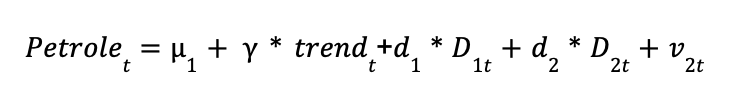 Petrole_t = μ_1 + γ * trend_t+d_1 * D_1t + d_2 * D_2t + v_2t